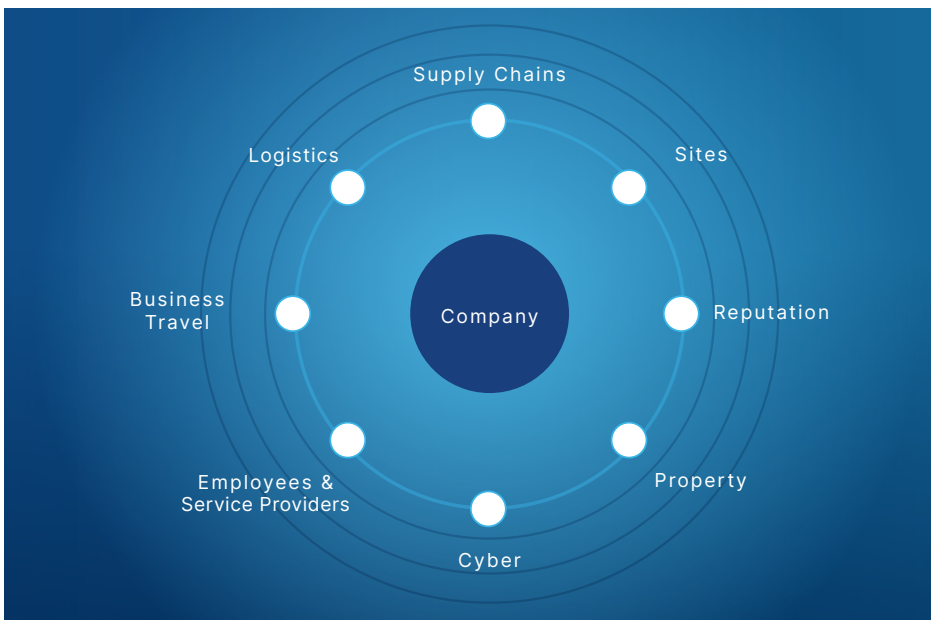 Supply Chains
Logistics
Sites
Business
Travel
Company
Reputation
Employees &
Service Providers
Property
Cyber